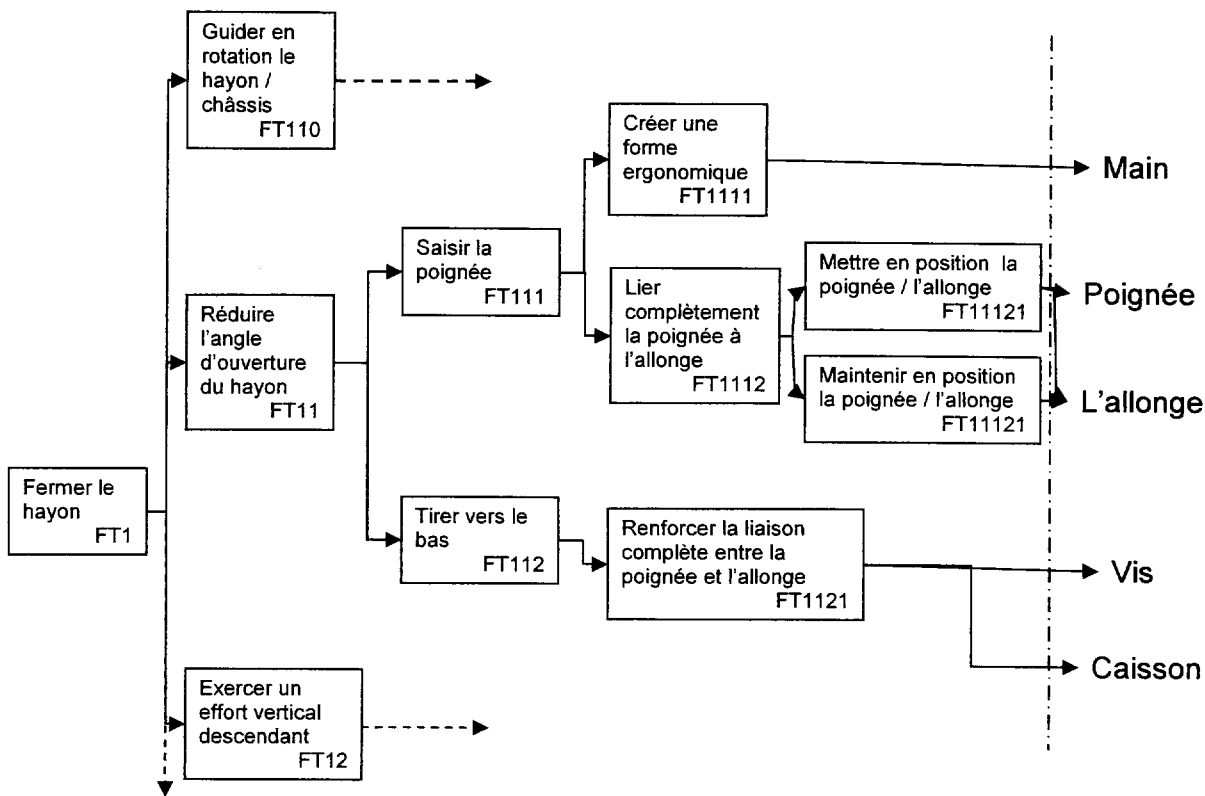 Guider en
rotation le
hayon /
châssis
FT110
Créer une
forme
ergonomique
FT1111
Main
Saisir la
poignée
FT111
Mettre en position la
poignée / l'allonge
FT11121
Poignée
Lier
complètement
la poignée à
l'allonge
FT1112
Réduire
l'angle
d'ouverture
du hayon
FT11
Maintenir en position
la poignée / l'allonge
FT11121
L'allonge
Fermer le
hayon
FT1
Tirer vers le
bas
FT112
Renforcer la liaison
complète entre la
poignée et l'allonge
FT1121
Vis
Caisson
Exercer un
effort vertical
descendant
FT12